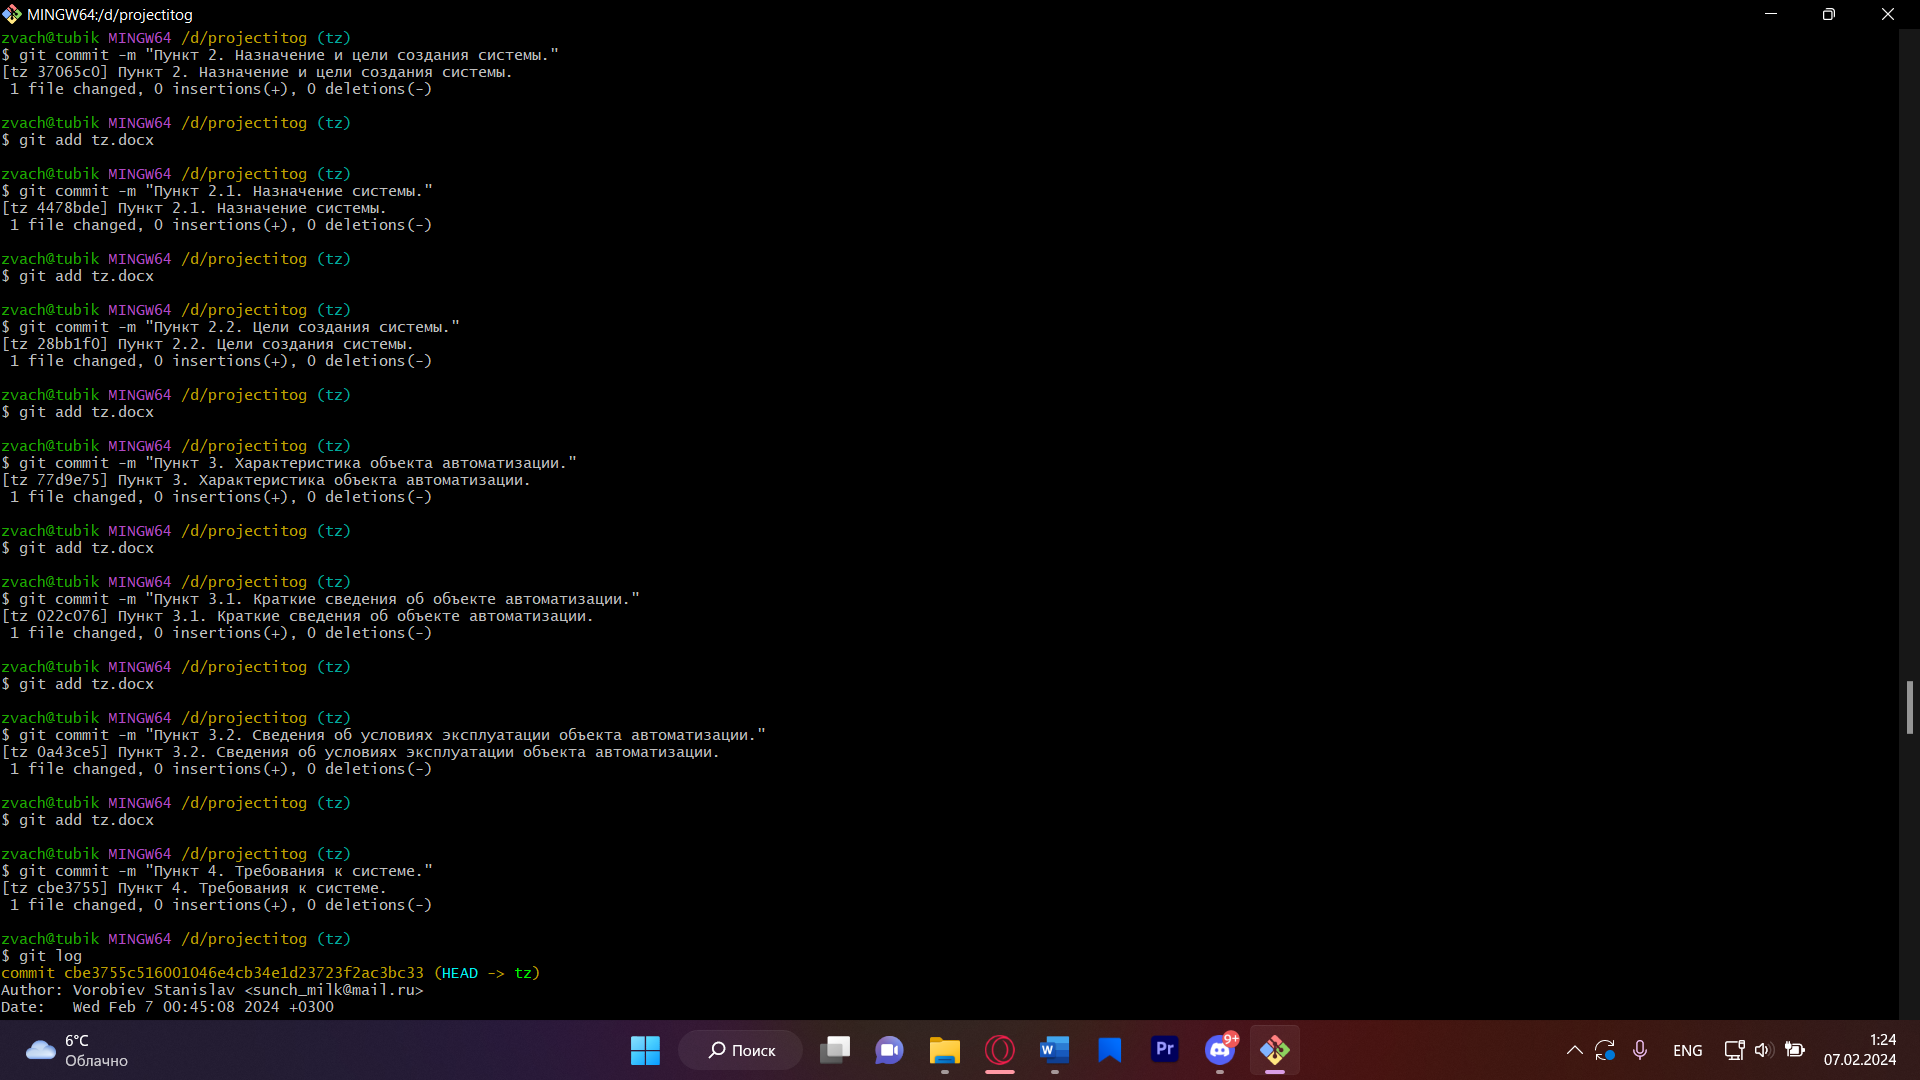 MINGW64:/d/projectitog
zvach@tubik MINGW64 /d/projectitog (tz)
$ git commit -m "Пункт 2. Назначение и цели создания системы."
[tz 37065c0] Пункт 2. Назначение и цели создания системы.
 1 file changed, 0 insertions(+), 0 deletions(-)

zvach@tubik MINGW64 /d/projectitog (tz)
$ git add tz.docx

zvach@tubik MINGW64 /d/projectitog (tz)
$ git commit -m "Пункт 2.1. Назначение системы."
[tz 4478bde] Пункт 2.1. Назначение системы.
 1 file changed, 0 insertions(+), 0 deletions(-)

zvach@tubik MINGW64 /d/projectitog (tz)
$ git add tz.docx

zvach@tubik MINGW64 /d/projectitog (tz)
$ git commit -m "Пункт 2.2. Цели создания системы."
[tz 28bb1f0] Пункт 2.2. Цели создания системы.
 1 file changed, 0 insertions(+), 0 deletions(-)

zvach@tubik MINGW64 /d/projectitog (tz)
$ git add tz.docx

zvach@tubik MINGW64 /d/projectitog (tz)
$ git commit -m "Пункт 3. Характеристика объекта автоматизации."
[tz 77d9e75] Пункт 3. Характеристика объекта автоматизации.
 1 file changed, 0 insertions(+), 0 deletions(-)

zvach@tubik MINGW64 /d/projectitog (tz)
$ git add tz.docx

zvach@tubik MINGW64 /d/projectitog (tz)
$ git commit -m "Пункт 3.1. Краткие сведения об объекте автоматизации."
[tz 022c076] Пункт 3.1. Краткие сведения об объекте автоматизации.
 1 file changed, 0 insertions(+), 0 deletions(-)

zvach@tubik MINGW64 /d/projectitog (tz)
$ git add tz.docx

zvach@tubik MINGW64 /d/projectitog (tz)
$ git commit -m "Пункт 3.2. Сведения об условиях эксплуатации объекта автоматизации."
[tz 0a43ce5] Пункт 3.2. Сведения об условиях эксплуатации объекта автоматизации.
 1 file changed, 0 insertions(+), 0 deletions(-)

zvach@tubik MINGW64 /d/projectitog (tz)
$ git add tz.docx

zvach@tubik MINGW64 /d/projectitog (tz)
$ git commit -m "Пункт 4. Требования к системе."
[tz cbe3755] Пункт 4. Требования к системе.
 1 file changed, 0 insertions(+), 0 deletions(-)

zvach@tubik MINGW64 /d/projectitog (tz)
$ git log
commit cbe3755c516001046e4cb34e1d23723f2ac3bc33 (HEAD -> tz)
Author: Vorobiev Stanislav <sunch_milk@mail.ru>
Date:   Wed Feb 7 00:45:08 2024 +0300
6°C
Облачно
Поиск
W
Pr
9+
ENG
1:24
07.02.2024